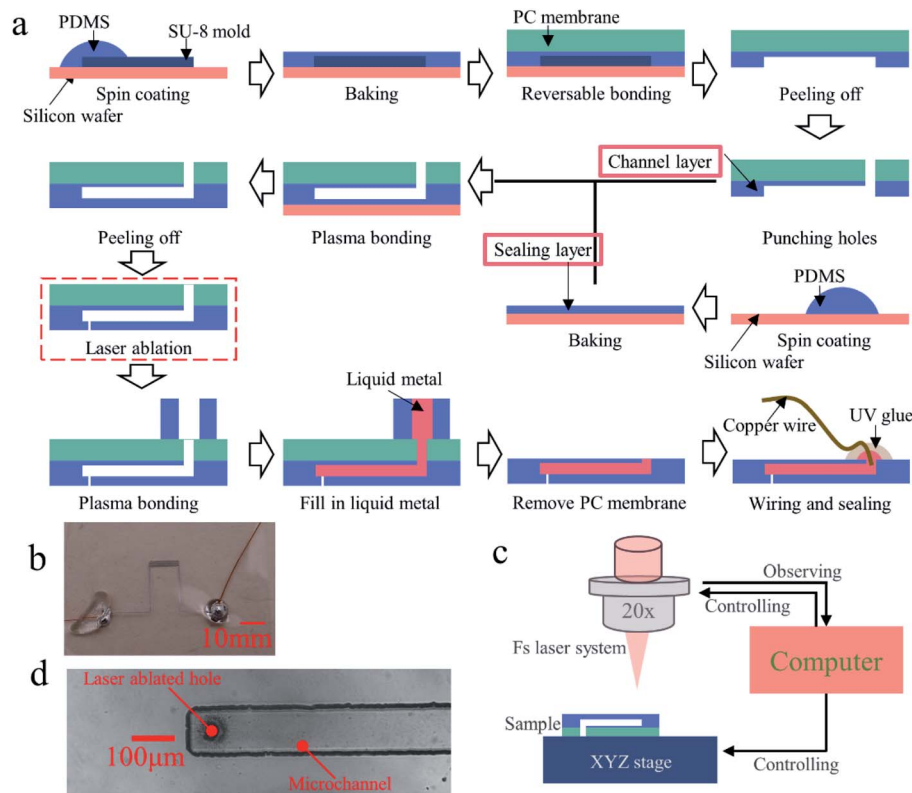 a
PDMS
SU-8 mold
Spin coating
Silicon wafer
Baking
PC membrane
Reversable bonding
Peeling off
Channel layer
Punching holes
Plasma bonding
Peeling off
Sealing layer
PDMS
Baking
Spin coating
Silicon wafer
Laser ablation
Plasma bonding
Liquid metal
Fill in liquid metal
Remove PC membrane
Copper wire
UV glue
Wiring and sealing
b
10mm
c
20x
Observing
Controlling
Fs laser system
Computer
Sample
XYZ stage
Controlling
d
Laser ablated hole
100μm
Microchannel